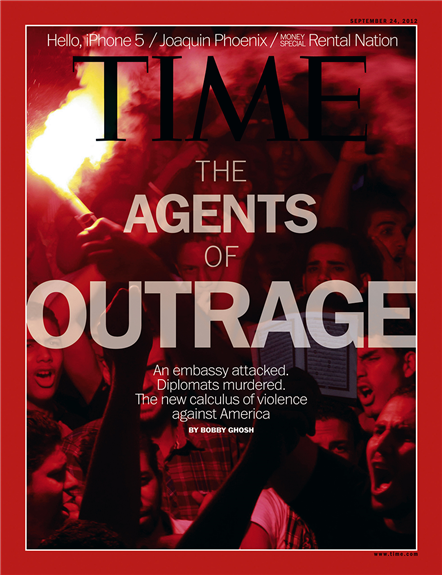 SEPTEMBER 24, 2012
Hello, iPhone 5 / Joaquin Phoenix / MONEY SPECIAL Rental Nation
TIME
THE
AGENTS
OF
OUTRAGE
An embassy attacked.
Diplomats murdered.
The new calculus of violence
against America
BY BOBBY GHOSH
www.time.com